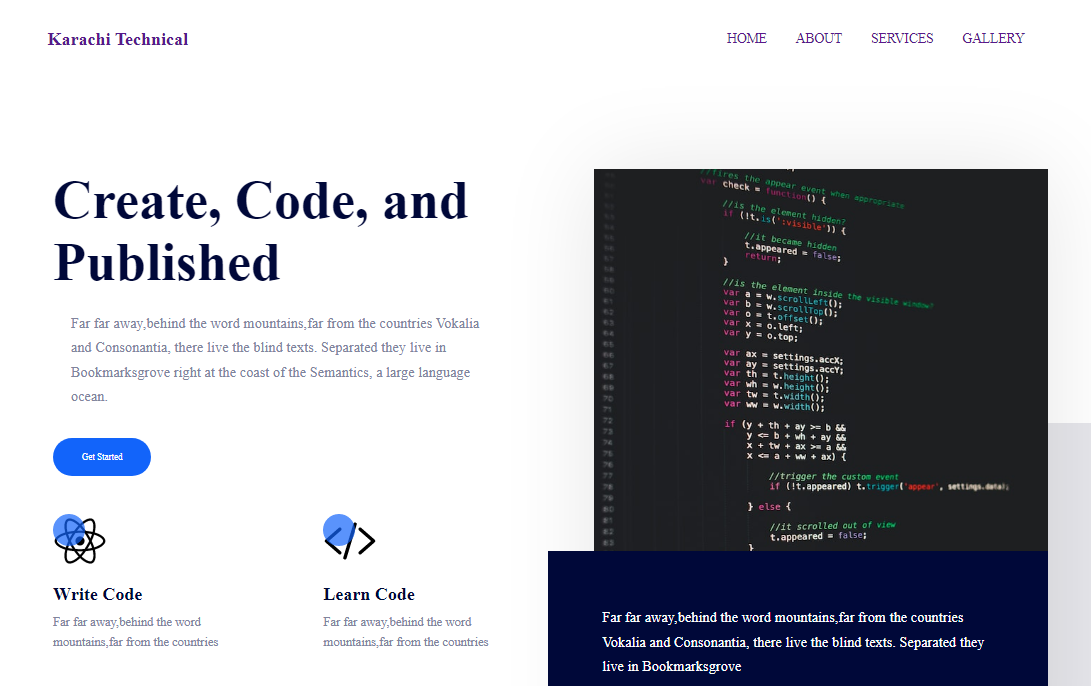 Karachi Technical
HOME ABOUT SERVICES GALLERY
Create, Code, and
Published
Far far away,behind the word mountains,far from the countries Vokalia
and Consonantia, there live the blind texts. Separated they live in
Bookmarksgrove right at the coast of the Semantics, a large language
ocean.
Get Started
Write Code
Far far away,behind the word
mountains,far from the countries
Learn Code
Far far away,behind the word
mountains,far from the countries
//fires the appear event when appropriate
var check = function() {
//is the element hidden?
if (!t.is(':visible')) {
//it became hidden
t.appeared = false;
return;
}
//is the element inside the visible window?
var a = w.scrollLeft();
var b = w.scrollTop();
var o = t.offset();
var x = o.left;
var y = o.top;
var ax = settings.accX;
var ay = settings.accY;
var th = t.height();
var wh = w.height();
var tw = t.width();
var ww = w.width();
if (y + th + ay >= b &&
y <= b + wh + ay &&
x + tw + ax >= a &&
x <= a + ww + ax) {
//trigger the custom event
if (!t.appeared) t.trigger('appear', settings.data);
} else {
//it scrolled out of view
t.appeared = false;
}
Far far away,behind the word mountains,far from the countries
Vokalia and Consonantia, there live the blind texts. Separated they
live in Bookmarksgrove